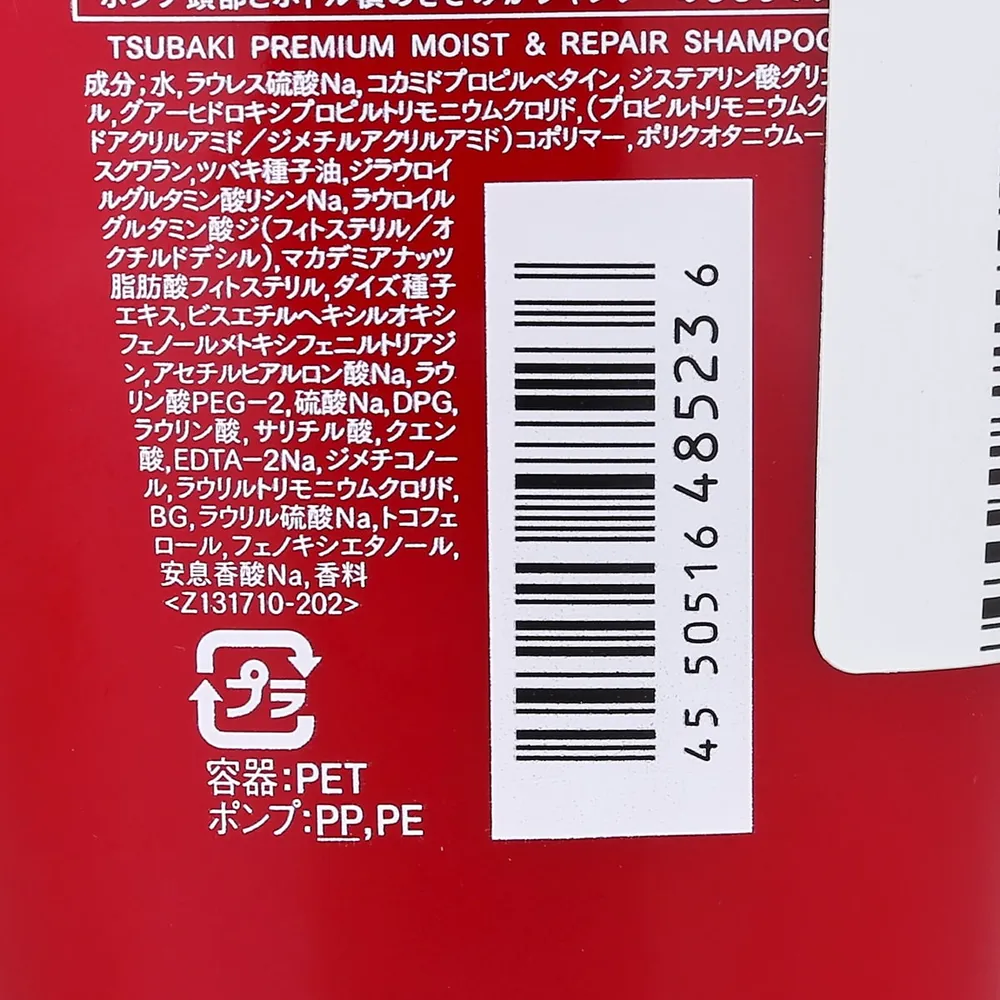 TSUBAKI PREMIUM MOIST & REPAIR SHAMPOO
成分；水,ラウレス硫酸Na,コカミドプロピルベタイン,ジステアリン酸グリコ
ル,グアーヒドロキシプロピルトリモニウムクロリド,(プロピルトリモニウムク
ドアクリルアミド／ジメチルアクリルアミド)コポリマー,ポリクオタニウムー
スクワラン,ツバキ種子油,ジラウロイ
ルグルタミン酸リシンNa,ラウロイル
グルタミン酸ジ(フィトステリル／オ
クチルドデシル),マカデミアナッツ
脂肪酸フィトステリル,ダイズ種子
エキス,ビスエチルヘキシルオキシ
フェノールメトキシフェニルトリアジ
ン,アセチルヒアルロン酸Na,ラウ
リン酸PEG－2,硫酸Na,DPG,
ラウリン酸,サリチル酸,クエン
酸,EDTA－2Na,ジメチコノー
ル,ラウリルトリモニウムクロリド,
BG,ラウリル硫酸Na,トコフェ
ロール,フェノキシエタノール,
安息香酸Na,香料
<Z131710-202>
プラ
容器:PET
ポンプ:PP,PE
45 50516 48523 6